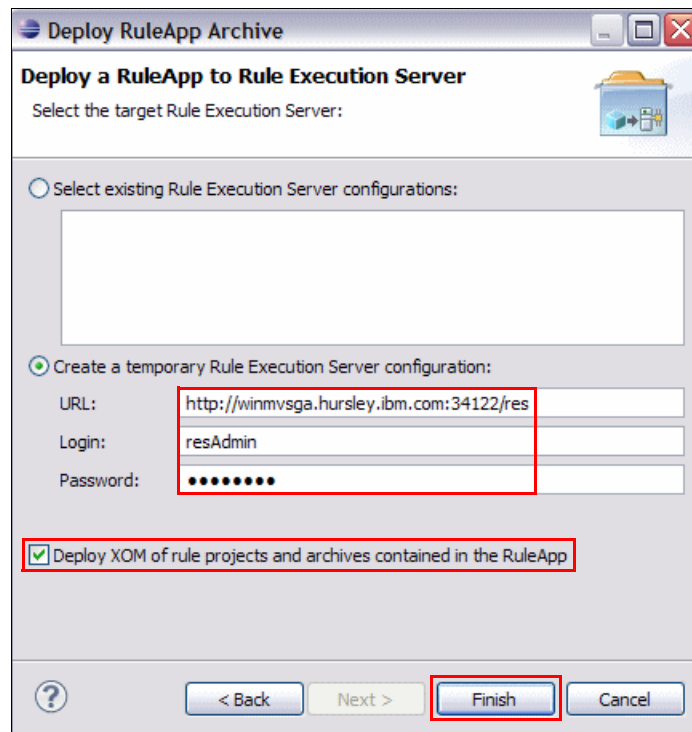 Deploy RuleApp Archive
Deploy a RuleApp to Rule Execution Server
Select the target Rule Execution Server:
Select existing Rule Execution Server configurations:
Create a temporary Rule Execution Server configuration:
URL: http://winmvsga.hursley.ibm.com:34122/res
Login: resAdmin
Password: ●●●●●●●●
Deploy XOM of rule projects and archives contained in the RuleApp
? < Back Next > Finish Cancel